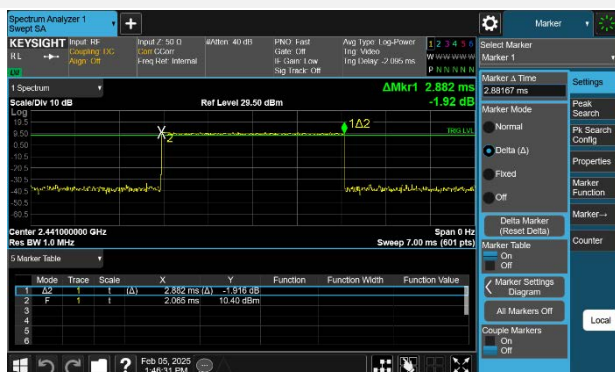 Spectrum Analyzer 1
Swept SA
Marker
KEYSIGHT Input: RF
RL Coupling: DC
Align: Off
Input Z: 50 Ω
Corr CCorr
Freq Ref: Internal
#Atten: 40 dB
PNO: Fast
Gate: Off
IF Gain: Low
Sig Track: Off
Avg Type: Log-Power
Trig: Video
Trig Delay: -2.095 ms
1 2 3 4 5 6
W W W W W W
P N N N N N
LW
Select Marker
Marker 1
1 Spectrum
Scale/Div 10 dB
Ref Level 29.50 dBm
ΔMkr1 2.882 ms
-1.92 dB
Log
19.5
9.50
0.50
-10.5
-20.5
-30.5
-40.5
-50.5
-60.5
1Δ2
2
TRIG LVL
Center 2.441000000 GHz
Res BW 1.0 MHz
Span 0 Hz
Sweep 7.00 ms (601 pts)
5 Marker Table
Mode Trace Scale X Y Function Function Width Function Value
1 Δ2 1 t (Δ) 2.882 ms (Δ) -1.916 dB
2 F 1 t 2.065 ms 10.40 dBm
3
4
5
6
Marker Δ Time
2.88167 ms
Marker Mode
Normal
Delta (Δ)
Fixed
Off
Delta Marker
(Reset Delta)
Marker Table
On
Off
Marker Settings
Diagram
All Markers Off
Couple Markers
On
Off
Settings
Peak
Search
Pk Search
Config
Properties
Marker
Function
Marker→
Counter
Local
?
Feb 05, 2025
1:46:31 PM